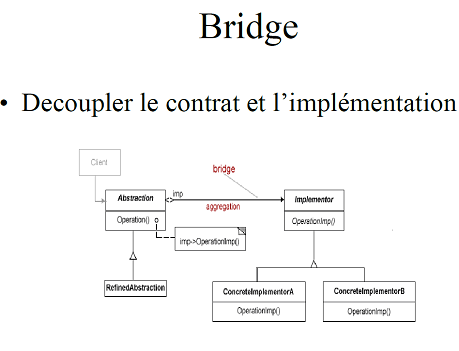 Bridge
• Decoupler le contrat et l'implémentation
Client
bridge
Abstraction
imp
Implementor
aggregation
Operation()
OperationImp()
imp->OperationImp()
RefinedAbstraction
ConcreteImplementorA
ConcreteImplementorB
OperationImp()
OperationImp()